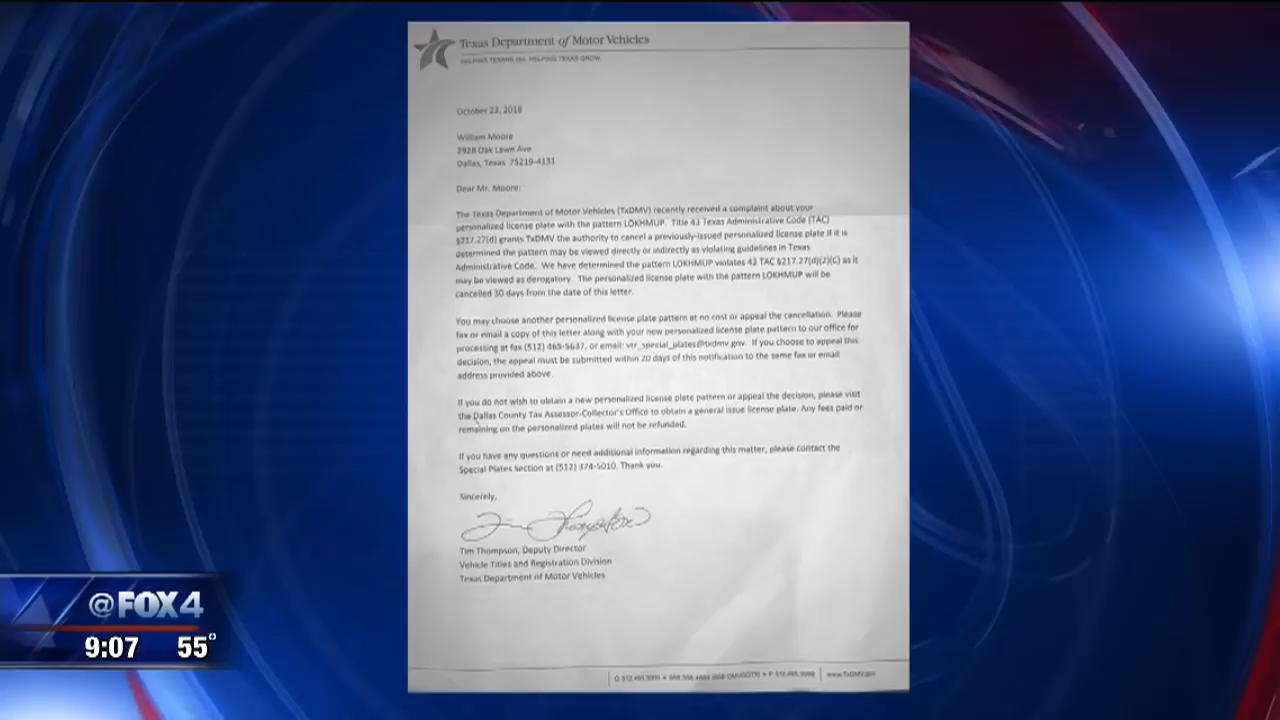 Texas Department of Motor Vehicles
HELPING TEXANS GO. HELPING TEXAS GROW.
October 23, 2018
William Moore
2928 Oak Lawn Ave
Dallas, Texas 75219-4131
Dear Mr. Moore:
The Texas Department of Motor Vehicles (TxDMV) recently received a complaint about your
personalized license plate with the pattern LOKHMUP. Title 43 Texas Administrative Code (TAC)
§217.27(d) grants TxDMV the authority to cancel a previously-issued personalized license plate if it is
determined the pattern may be viewed directly or indirectly as violating guidelines in Texas
Administrative Code. We have determined the pattern LOKHMUP violates 43 TAC §217.27(d)(2)(C) as it
may be viewed as derogatory. The personalized license plate with the pattern LOKHMUP will be
cancelled 30 days from the date of this letter.
You may choose another personalized license plate pattern at no cost or appeal the cancellation. Please
fax or email a copy of this letter along with your new personalized license plate pattern to our office for
processing at fax (512) 465-5637, or email: vtr_special_plates@txdmv.gov. If you choose to appeal this
decision, the appeal must be submitted within 20 days of this notification to the same fax or email
address provided above.
If you do not wish to obtain a new personalized license plate pattern or appeal the decision, please visit
the Dallas County Tax Assessor-Collector's Office to obtain a general issue license plate. Any fees paid or
remaining on the personalized plates will not be refunded.
If you have any questions or need additional information regarding this matter, please contact the
Special Plates Section at (512) 374-5010. Thank you.
Sincerely,
Tim Thompson
Tim Thompson, Deputy Director
Vehicle Titles and Registration Division
Texas Department of Motor Vehicles
O 512.465.3000 • F www.TxDMV.gov
@FOX4
9:07 55°